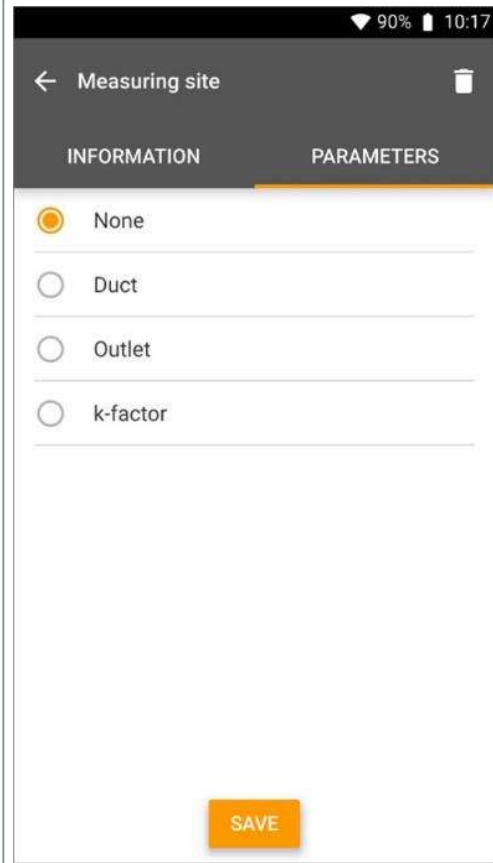 90% 10:17
Measuring site
INFORMATION PARAMETERS
None
Duct
Outlet
k-factor
SAVE